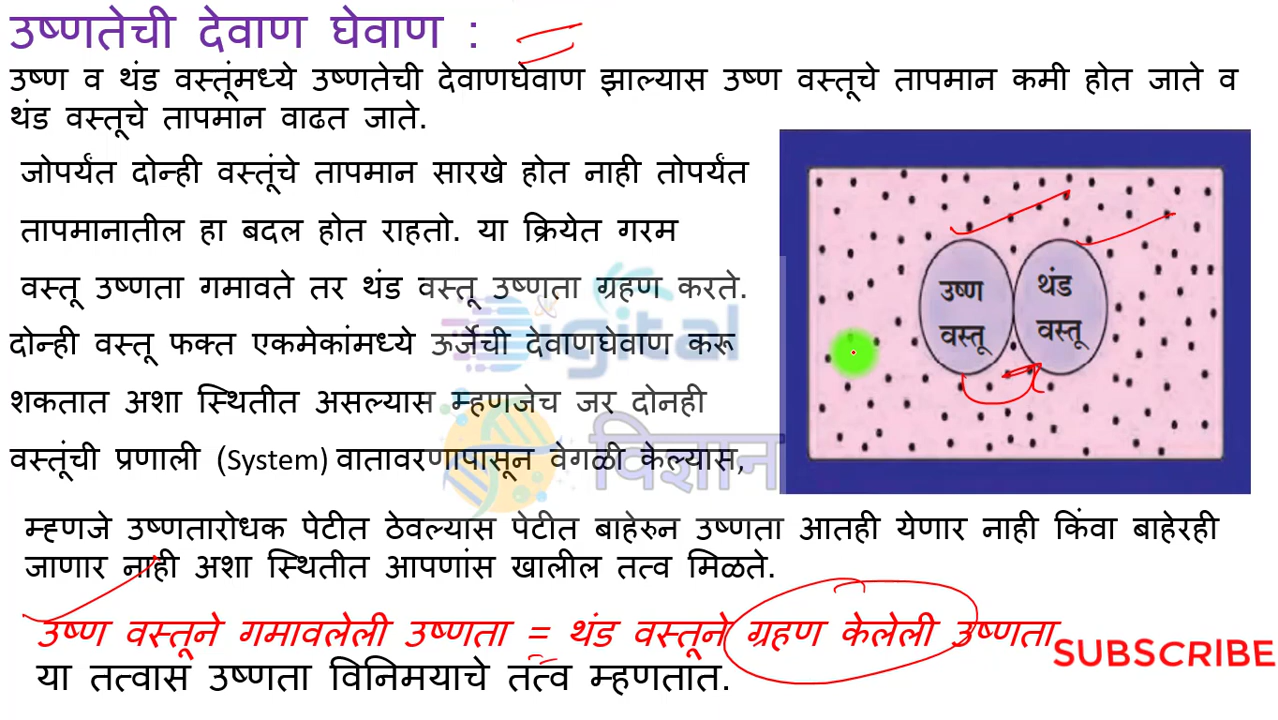 उष्णतेची देवाण घेवाण :
उष्ण व थंड वस्तूंमध्ये उष्णतेची देवाणघेवाण झाल्यास उष्ण वस्तूचे तापमान कमी होत जाते व
थंड वस्तूचे तापमान वाढत जाते.
जोपर्यंत दोन्ही वस्तूंचे तापमान सारखे होत नाही तोपर्यंत
तापमानातील हा बदल होत राहतो. या क्रियेत गरम
वस्तू उष्णता गमावते तर थंड वस्तू उष्णता ग्रहण करते.
दोन्ही वस्तू फक्त एकमेकांमध्ये ऊर्जेची देवाणघेवाण करू
शकतात अशा स्थितीत असल्यास म्हणजेच जर दोनही
वस्तूंची प्रणाली (System) वातावरणापासून वेगळी केल्यास,
उष्ण
वस्तू
थंड
वस्तू
Digital
विज्ञान
म्हणजे उष्णतारोधक पेटीत ठेवल्यास पेटीत बाहेरुन उष्णता आतही येणार नाही किंवा बाहेरही
जाणार नाही अशा स्थितीत आपणांस खालील तत्व मिळते.
उष्ण वस्तूने गमावलेली उष्णता = थंड वस्तूने ग्रहण केलेली उष्णता
SUBSCRIBE
या तत्वास उष्णता विनिमयाचे तत्व म्हणतात.